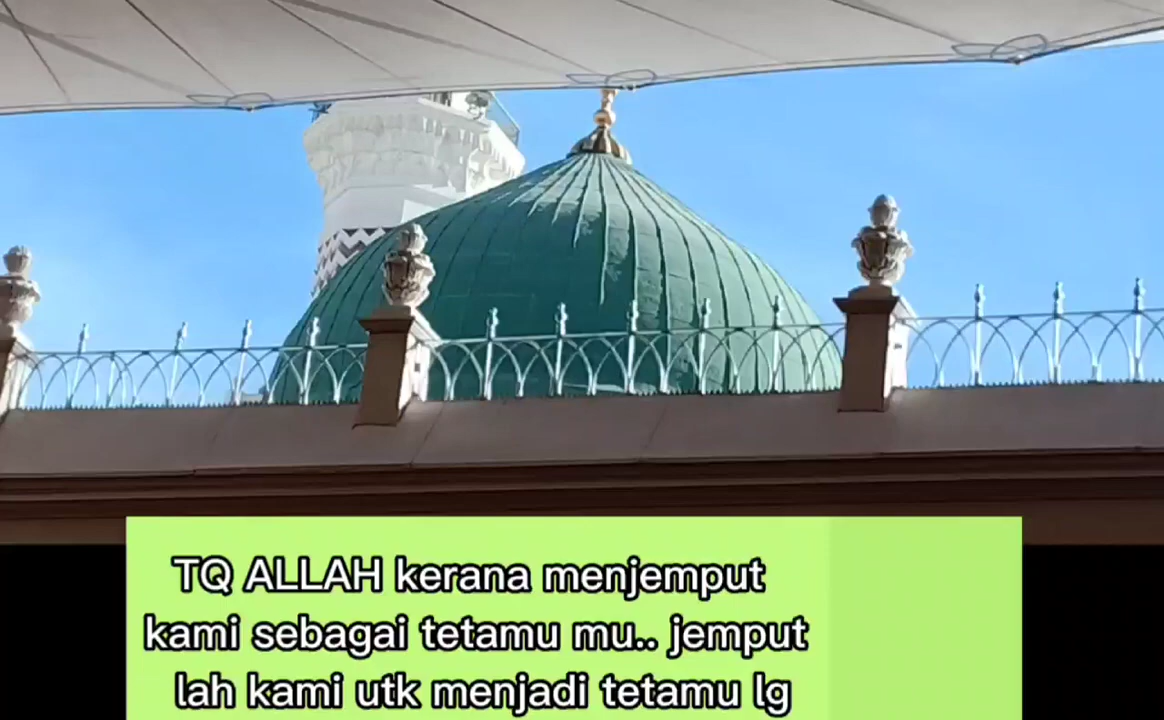 TQ ALLAH kerana menjemput
kami sebagai tetamu mu.. jemput
lah kami utk menjadi tetamu lg